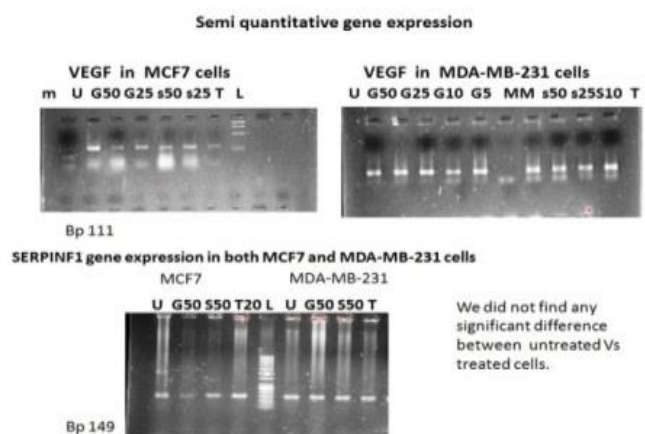 Semi quantitative gene expression
VEGF in MCF7 cells
m U G50 G25 s50 s25 T L
VEGF in MDA-MB-231 cells
U G50 G25 G10 G5 MM s50 s25S10 T
Bp 111
SERPINF1 gene expression in both MCF7 and MDA-MB-231 cells
MCF7 MDA-MB-231
U G50 S50 T20 L U G50 S50 T
Bp 149
We did not find any
significant difference
between untreated Vs
treated cells.